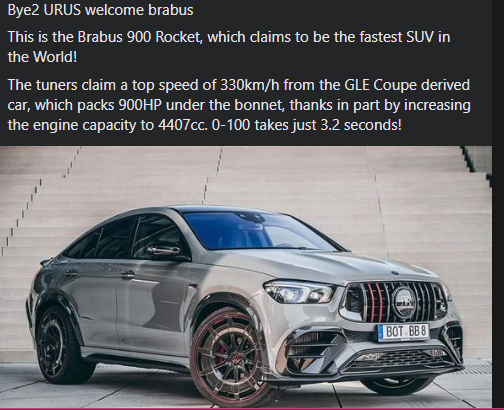 Bye2 URUS welcome brabus
This is the Brabus 900 Rocket, which claims to be the fastest SUV in
the World!
The tuners claim a top speed of 330km/h from the GLE Coupe derived
car, which packs 900HP under the bonnet, thanks in part by increasing
the engine capacity to 4407cc. 0-100 takes just 3.2 seconds!
BOT BB 8